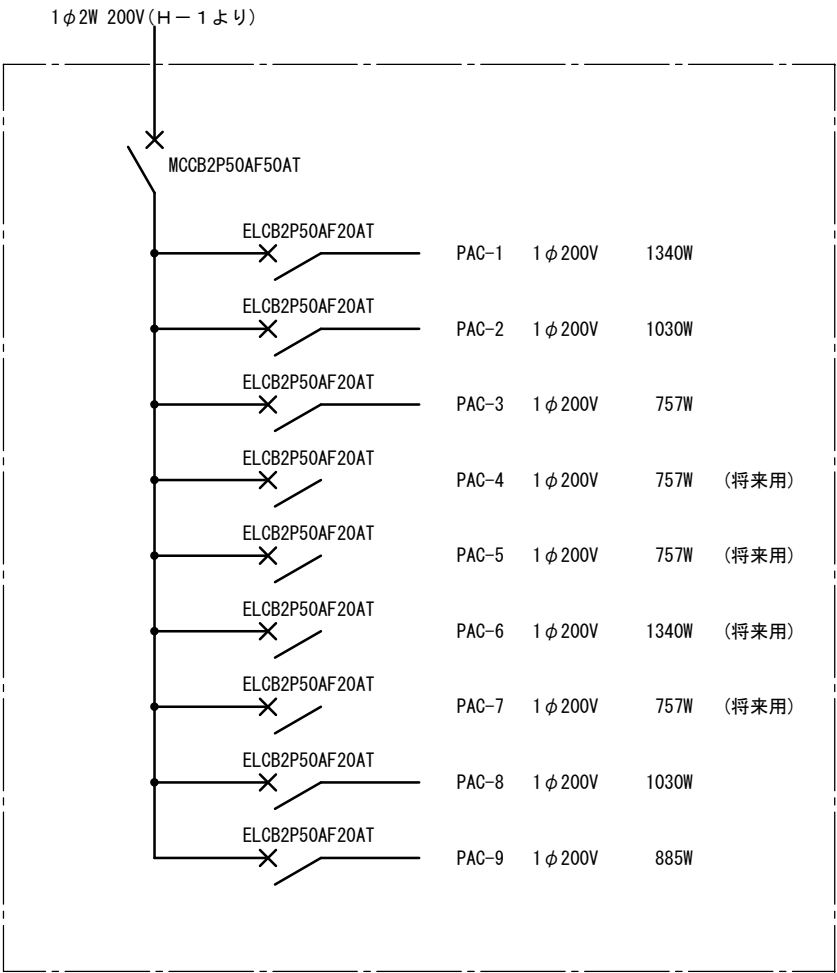 1φ2W 200V(H－1より)
MCCB2P50AF50AT
ELCB2P50AF20AT
PAC-1 1φ200V 1340W
ELCB2P50AF20AT
PAC-2 1φ200V 1030W
ELCB2P50AF20AT
PAC-3 1φ200V 757W
ELCB2P50AF20AT
PAC-4 1φ200V 757W (将来用)
ELCB2P50AF20AT
PAC-5 1φ200V 757W (将来用)
ELCB2P50AF20AT
PAC-6 1φ200V 1340W (将来用)
ELCB2P50AF20AT
PAC-7 1φ200V 757W (将来用)
ELCB2P50AF20AT
PAC-8 1φ200V 1030W
ELCB2P50AF20AT
PAC-9 1φ200V 885W